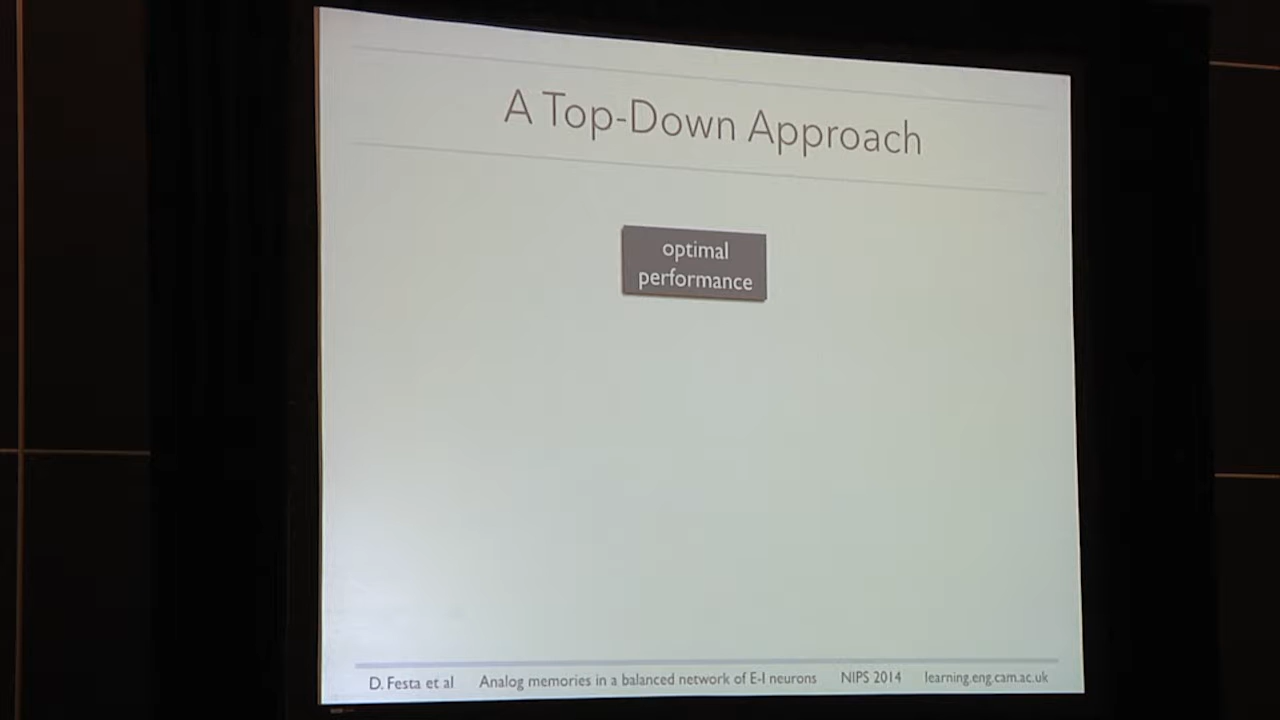 A Top-Down Approach
optimal
performance
D. Festa et al Analog memories in a balanced network of E-I neurons NIPS 2014 learning.eng.cam.ac.uk